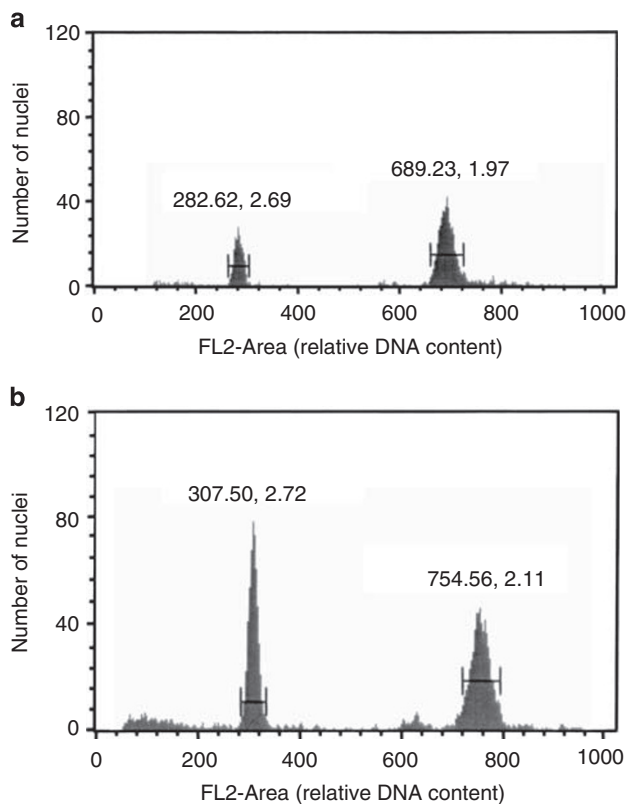 a
120
80
40
0
Number of nuclei
282.62, 2.69
689.23, 1.97
0 200 400 600 800 1000
FL2-Area (relative DNA content)
b
120
80
40
0
Number of nuclei
307.50, 2.72
754.56, 2.11
0 200 400 600 800 1000
FL2-Area (relative DNA content)